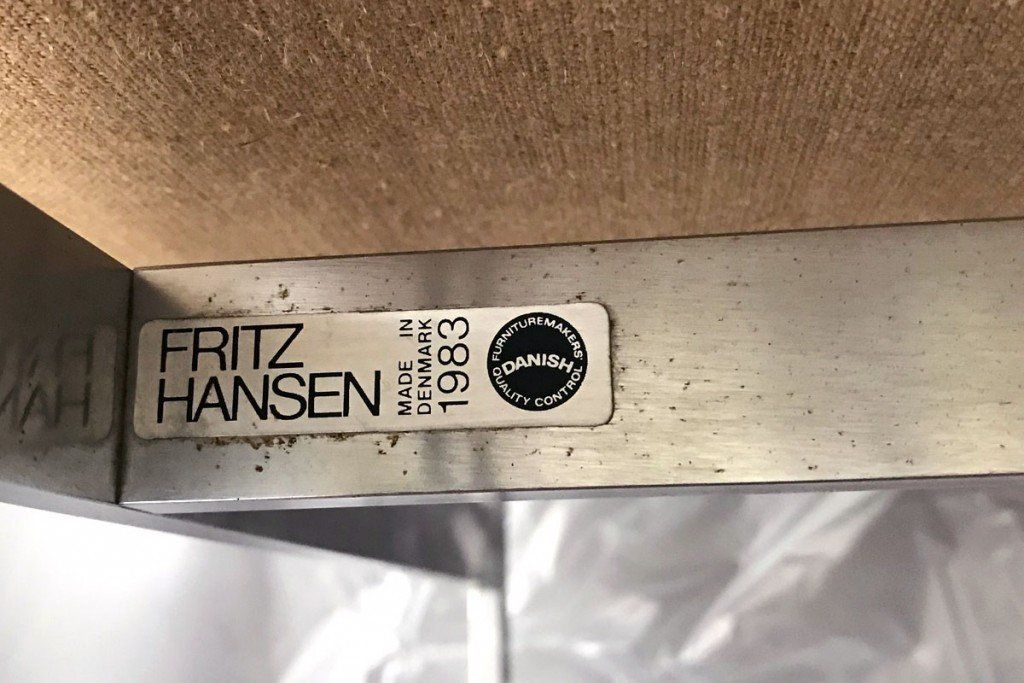 FRITZ
HANSEN
MADE IN
DENMARK
1983
FURNITUREMAKERS'
DANISH
QUALITY CONTROL